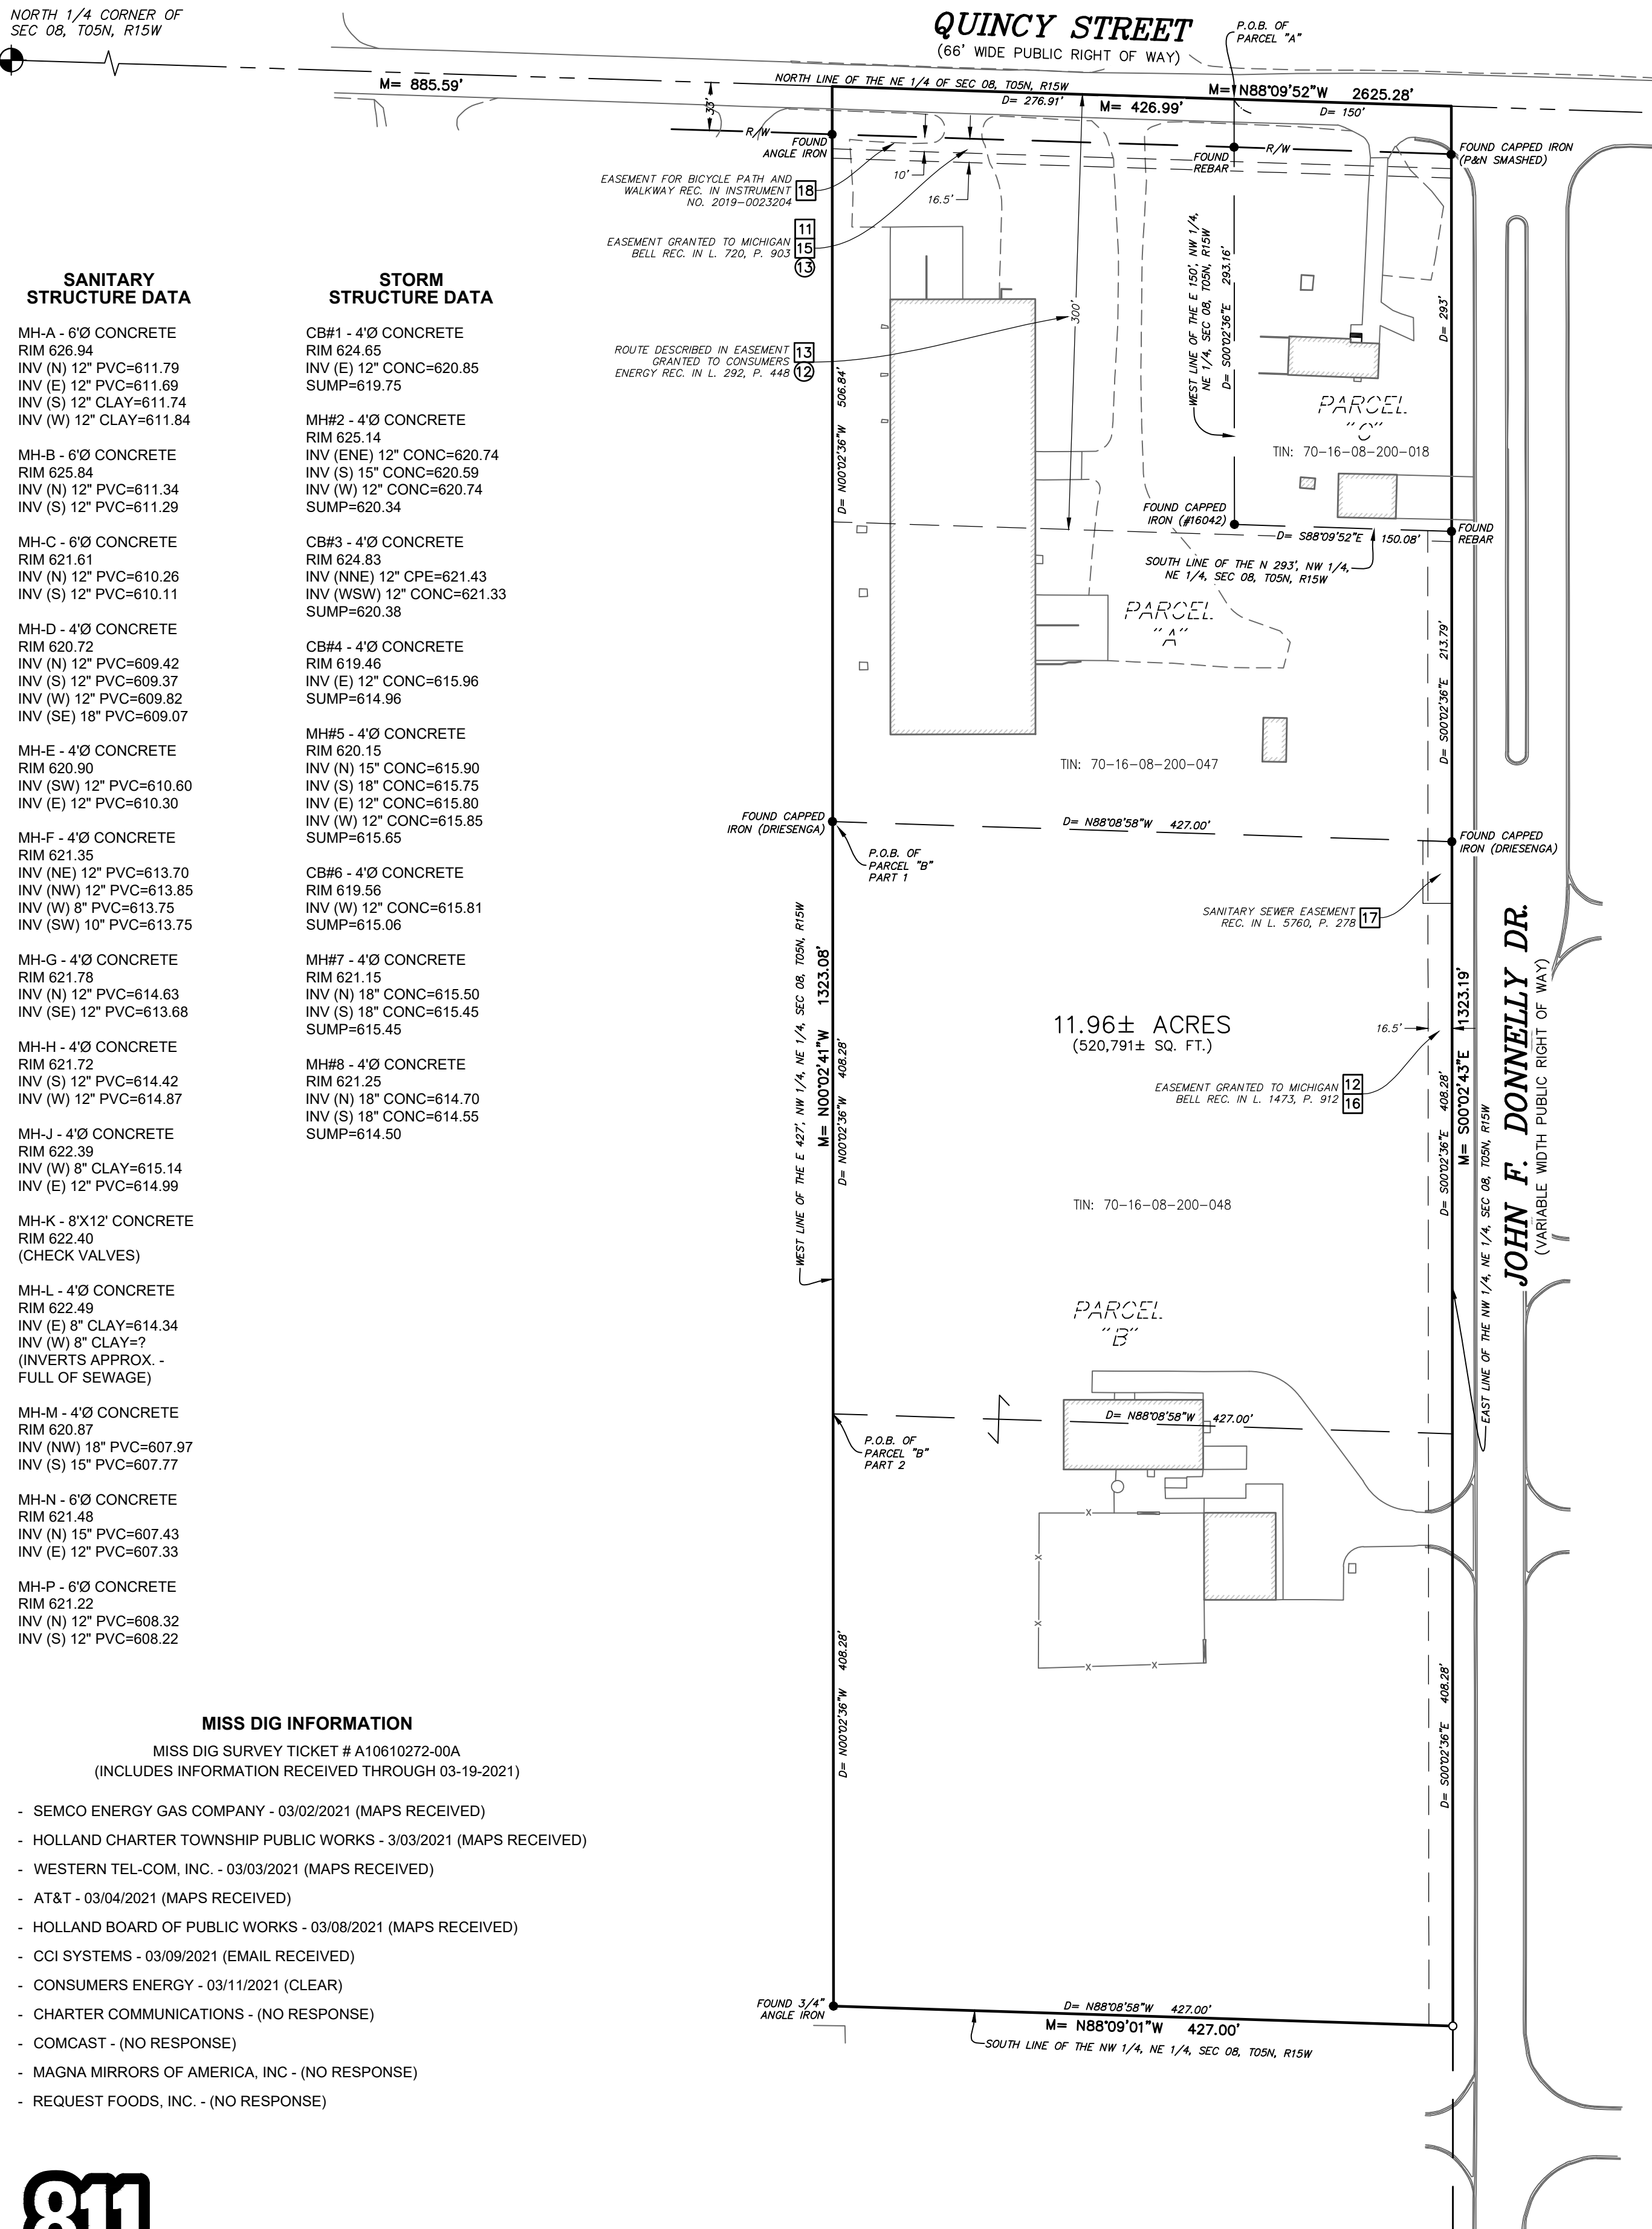 NORTH 1/4 CORNER OF
SEC 08, T05N, R15W
M= 885.59'
QUINCY STREET
(66' WIDE PUBLIC RIGHT OF WAY)
P.O.B. OF
PARCEL "A"
NORTH LINE OF THE NE 1/4 OF SEC 08, T05N, R15W
D= 276.91'
M= 426.99'
M= N88°09'52"W 2625.28'
D= 150'
33'
R/W
FOUND
ANGLE IRON
FOUND
REBAR
R/W
FOUND CAPPED IRON
(P&N SMASHED)
10'
16.5'
EASEMENT FOR BICYCLE PATH AND
WALKWAY REC. IN INSTRUMENT
NO. 2019-0023204
18
EASEMENT GRANTED TO MICHIGAN
BELL REC. IN L. 720, P. 903
11
15
13
ROUTE DESCRIBED IN EASEMENT
GRANTED TO CONSUMERS
ENERGY REC. IN L. 292, P. 448
13
12
300'
WEST LINE OF THE E 150', NW 1/4,
NE 1/4, SEC 08, T05N, R15W
D= S00°02'36"E 293.16'
D= 293'
D= N00°02'36"W 506.84'
PARCEL
"C"
TIN: 70-16-08-200-018
FOUND CAPPED
IRON (#16042)
D= S88°09'52"E 150.08'
FOUND
REBAR
SOUTH LINE OF THE N 293', NW 1/4,
NE 1/4, SEC 08, T05N, R15W
PARCEL
"A"
D= S00°02'36"E 213.79'
TIN: 70-16-08-200-047
FOUND CAPPED
IRON (DRIESENGA)
D= N88°08'58"W 427.00'
FOUND CAPPED
IRON (DRIESENGA)
P.O.B. OF
PARCEL "B"
PART 1
SANITARY SEWER EASEMENT
REC. IN L. 5760, P. 278
17
WEST LINE OF THE E 427', NW 1/4, NE 1/4, SEC 08, T05N, R15W
M= N00°02'41"W 1323.08'
D= N00°02'36"W 408.28'
11.96± ACRES
(520,791± SQ. FT.)
16.5'
EASEMENT GRANTED TO MICHIGAN
BELL REC. IN L. 1473, P. 912
12
16
D= S00°02'36"E 408.28'
M= S00°02'43"E 1323.19'
EAST LINE OF THE NW 1/4, NE 1/4, SEC 08, T05N, R15W
JOHN F. DONNELLY DR.
(VARIABLE WIDTH PUBLIC RIGHT OF WAY)
TIN: 70-16-08-200-048
PARCEL
"B"
D= N88°08'58"W 427.00'
P.O.B. OF
PARCEL "B"
PART 2
X
X
X
X
X
D= N00°02'36"W 408.28'
D= S00°02'36"E 408.28'
FOUND 3/4"
ANGLE IRON
D= N88°08'58"W 427.00'
M= N88°09'01"W 427.00'
SOUTH LINE OF THE NW 1/4, NE 1/4, SEC 08, T05N, R15W
SANITARY
STRUCTURE DATA
MH-A - 6'Ø CONCRETE
RIM 626.94
INV (N) 12" PVC=611.79
INV (E) 12" PVC=611.69
INV (S) 12" CLAY=611.74
INV (W) 12" CLAY=611.84
MH-B - 6'Ø CONCRETE
RIM 625.84
INV (N) 12" PVC=611.34
INV (S) 12" PVC=611.29
MH-C - 6'Ø CONCRETE
RIM 621.61
INV (N) 12" PVC=610.26
INV (S) 12" PVC=610.11
MH-D - 4'Ø CONCRETE
RIM 620.72
INV (N) 12" PVC=609.42
INV (S) 12" PVC=609.37
INV (W) 12" PVC=609.82
INV (SE) 18" PVC=609.07
MH-E - 4'Ø CONCRETE
RIM 620.90
INV (SW) 12" PVC=610.60
INV (E) 12" PVC=610.30
MH-F - 4'Ø CONCRETE
RIM 621.35
INV (NE) 12" PVC=613.70
INV (NW) 12" PVC=613.85
INV (W) 8" PVC=613.75
INV (SW) 10" PVC=613.75
MH-G - 4'Ø CONCRETE
RIM 621.78
INV (N) 12" PVC=614.63
INV (SE) 12" PVC=613.68
MH-H - 4'Ø CONCRETE
RIM 621.72
INV (S) 12" PVC=614.42
INV (W) 12" PVC=614.87
MH-J - 4'Ø CONCRETE
RIM 622.39
INV (W) 8" CLAY=615.14
INV (E) 12" PVC=614.99
MH-K - 8'X12' CONCRETE
RIM 622.40
(CHECK VALVES)
MH-L - 4'Ø CONCRETE
RIM 622.49
INV (E) 8" CLAY=614.34
INV (W) 8" CLAY=?
(INVERTS APPROX. -
FULL OF SEWAGE)
MH-M - 4'Ø CONCRETE
RIM 620.87
INV (NW) 18" PVC=607.97
INV (S) 15" PVC=607.77
MH-N - 6'Ø CONCRETE
RIM 621.48
INV (N) 15" PVC=607.43
INV (E) 12" PVC=607.33
MH-P - 6'Ø CONCRETE
RIM 621.22
INV (N) 12" PVC=608.32
INV (S) 12" PVC=608.22
STORM
STRUCTURE DATA
CB#1 - 4'Ø CONCRETE
RIM 624.65
INV (E) 12" CONC=620.85
SUMP=619.75
MH#2 - 4'Ø CONCRETE
RIM 625.14
INV (ENE) 12" CONC=620.74
INV (S) 15" CONC=620.59
INV (W) 12" CONC=620.74
SUMP=620.34
CB#3 - 4'Ø CONCRETE
RIM 624.83
INV (NNE) 12" CPE=621.43
INV (WSW) 12" CONC=621.33
SUMP=620.38
CB#4 - 4'Ø CONCRETE
RIM 619.46
INV (E) 12" CONC=615.96
SUMP=614.96
MH#5 - 4'Ø CONCRETE
RIM 620.15
INV (N) 15" CONC=615.90
INV (S) 18" CONC=615.75
INV (E) 12" CONC=615.80
INV (W) 12" CONC=615.85
SUMP=615.65
CB#6 - 4'Ø CONCRETE
RIM 619.56
INV (W) 12" CONC=615.81
SUMP=615.06
MH#7 - 4'Ø CONCRETE
RIM 621.15
INV (N) 18" CONC=615.50
INV (S) 18" CONC=615.45
SUMP=615.45
MH#8 - 4'Ø CONCRETE
RIM 621.25
INV (N) 18" CONC=614.70
INV (S) 18" CONC=614.55
SUMP=614.50
MISS DIG INFORMATION
MISS DIG SURVEY TICKET # A10610272-00A
(INCLUDES INFORMATION RECEIVED THROUGH 03-19-2021)
- SEMCO ENERGY GAS COMPANY - 03/02/2021 (MAPS RECEIVED)
- HOLLAND CHARTER TOWNSHIP PUBLIC WORKS - 3/03/2021 (MAPS RECEIVED)
- WESTERN TEL-COM, INC. - 03/03/2021 (MAPS RECEIVED)
- AT&T - 03/04/2021 (MAPS RECEIVED)
- HOLLAND BOARD OF PUBLIC WORKS - 03/08/2021 (MAPS RECEIVED)
- CCI SYSTEMS - 03/09/2021 (EMAIL RECEIVED)
- CONSUMERS ENERGY - 03/11/2021 (CLEAR)
- CHARTER COMMUNICATIONS - (NO RESPONSE)
- COMCAST - (NO RESPONSE)
- MAGNA MIRRORS OF AMERICA, INC - (NO RESPONSE)
- REQUEST FOODS, INC. - (NO RESPONSE)
811